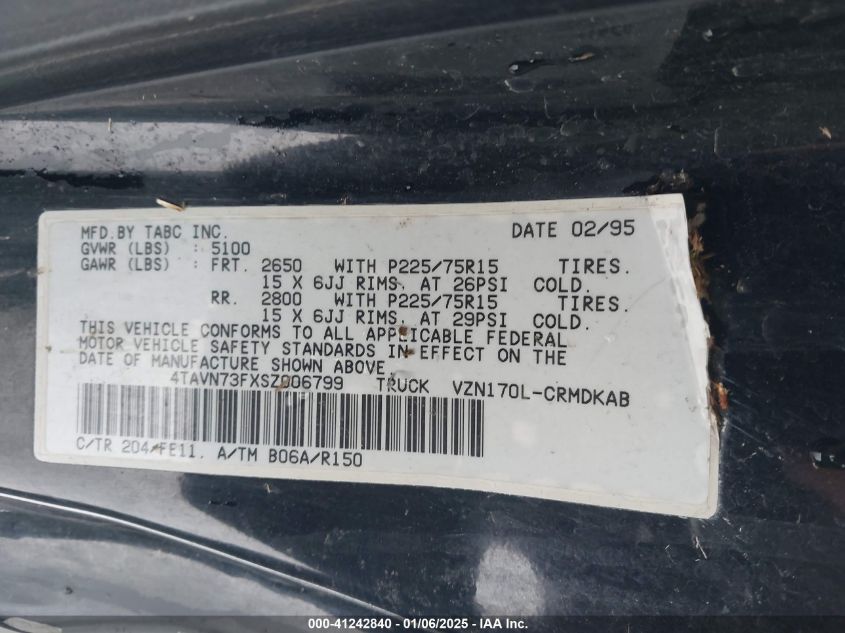 MFD.BY TABC INC. DATE 02/95
GVWR (LBS) : 5100
GAWR (LBS) : FRT. 2650 WITH P225/75R15 TIRES.
15 X 6JJ RIMS. AT 26PSI COLD.
RR. 2800 WITH P225/75R15 TIRES.
15 X 6JJ RIMS. AT 29PSI COLD.
THIS VEHICLE CONFORMS TO ALL APPLICABLE FEDERAL
MOTOR VEHICLE SAFETY STANDARDS IN EFFECT ON THE
DATE OF MANUFACTURE SHOWN ABOVE.
4TAVN73FXSZ006799 TRUCK VZN170L-CRMDKAB
C/TR 204/FE11. A/TM B06A/R150
000-41242840 - 01/06/2025 - IAA Inc.